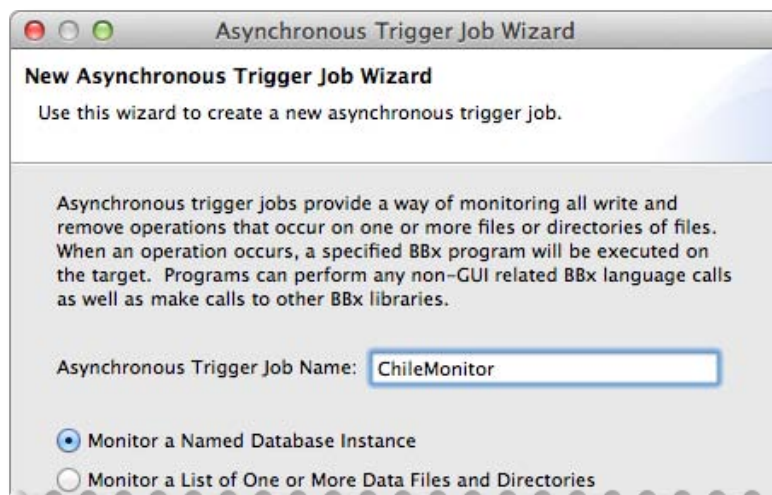 Asynchronous Trigger Job Wizard
New Asynchronous Trigger Job Wizard
Use this wizard to create a new asynchronous trigger job.
Asynchronous trigger jobs provide a way of monitoring all write and
remove operations that occur on one or more files or directories of files.
When an operation occurs, a specified BBx program will be executed on
the target.  Programs can perform any non-GUI related BBx language calls
as well as make calls to other BBx libraries.
Asynchronous Trigger Job Name: ChileMonitor
Monitor a Named Database Instance
Monitor a List of One or More Data Files and Directories